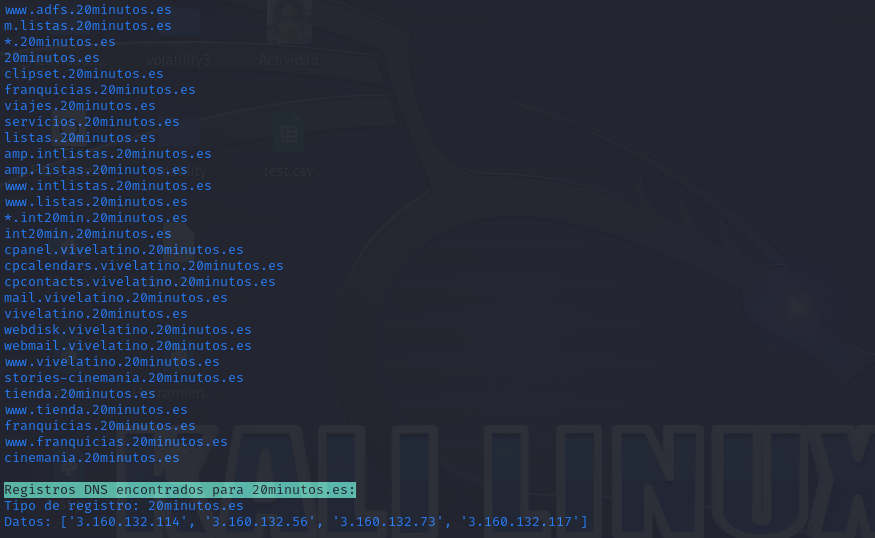 www.adfs.20minutos.es
m.listas.20minutos.es
*.20minutos.es
20minutos.es
volatility3
Actividad
clipset.20minutos.es
franquicias.20minutos.es
viajes.20minutos.es
servicios.20minutos.es
listas.20minutos.es
amp.intlistas.20minutos.es
amp.listas.20minutos.es
test.csv
www.intlistas.20minutos.es
www.listas.20minutos.es
*.int20min.20minutos.es
int20min.20minutos.es
cpanel.vivelatino.20minutos.es
cpcalendars.vivelatino.20minutos.es
cpcontacts.vivelatino.20minutos.es
mail.vivelatino.20minutos.es
vivelatino.20minutos.es
webdisk.vivelatino.20minutos.es
webmail.vivelatino.20minutos.es
www.vivelatino.20minutos.es
stories-cinemania.20minutos.es
tienda.20minutos.es
www.tienda.20minutos.es
franquicias.20minutos.es
www.franquicias.20minutos.es
cinemania.20minutos.es
KALI LINUX
Registros DNS encontrados para 20minutos.es:
Tipo de registro: 20minutos.es
Datos: ['3.160.132.114', '3.160.132.56', '3.160.132.73', '3.160.132.117']